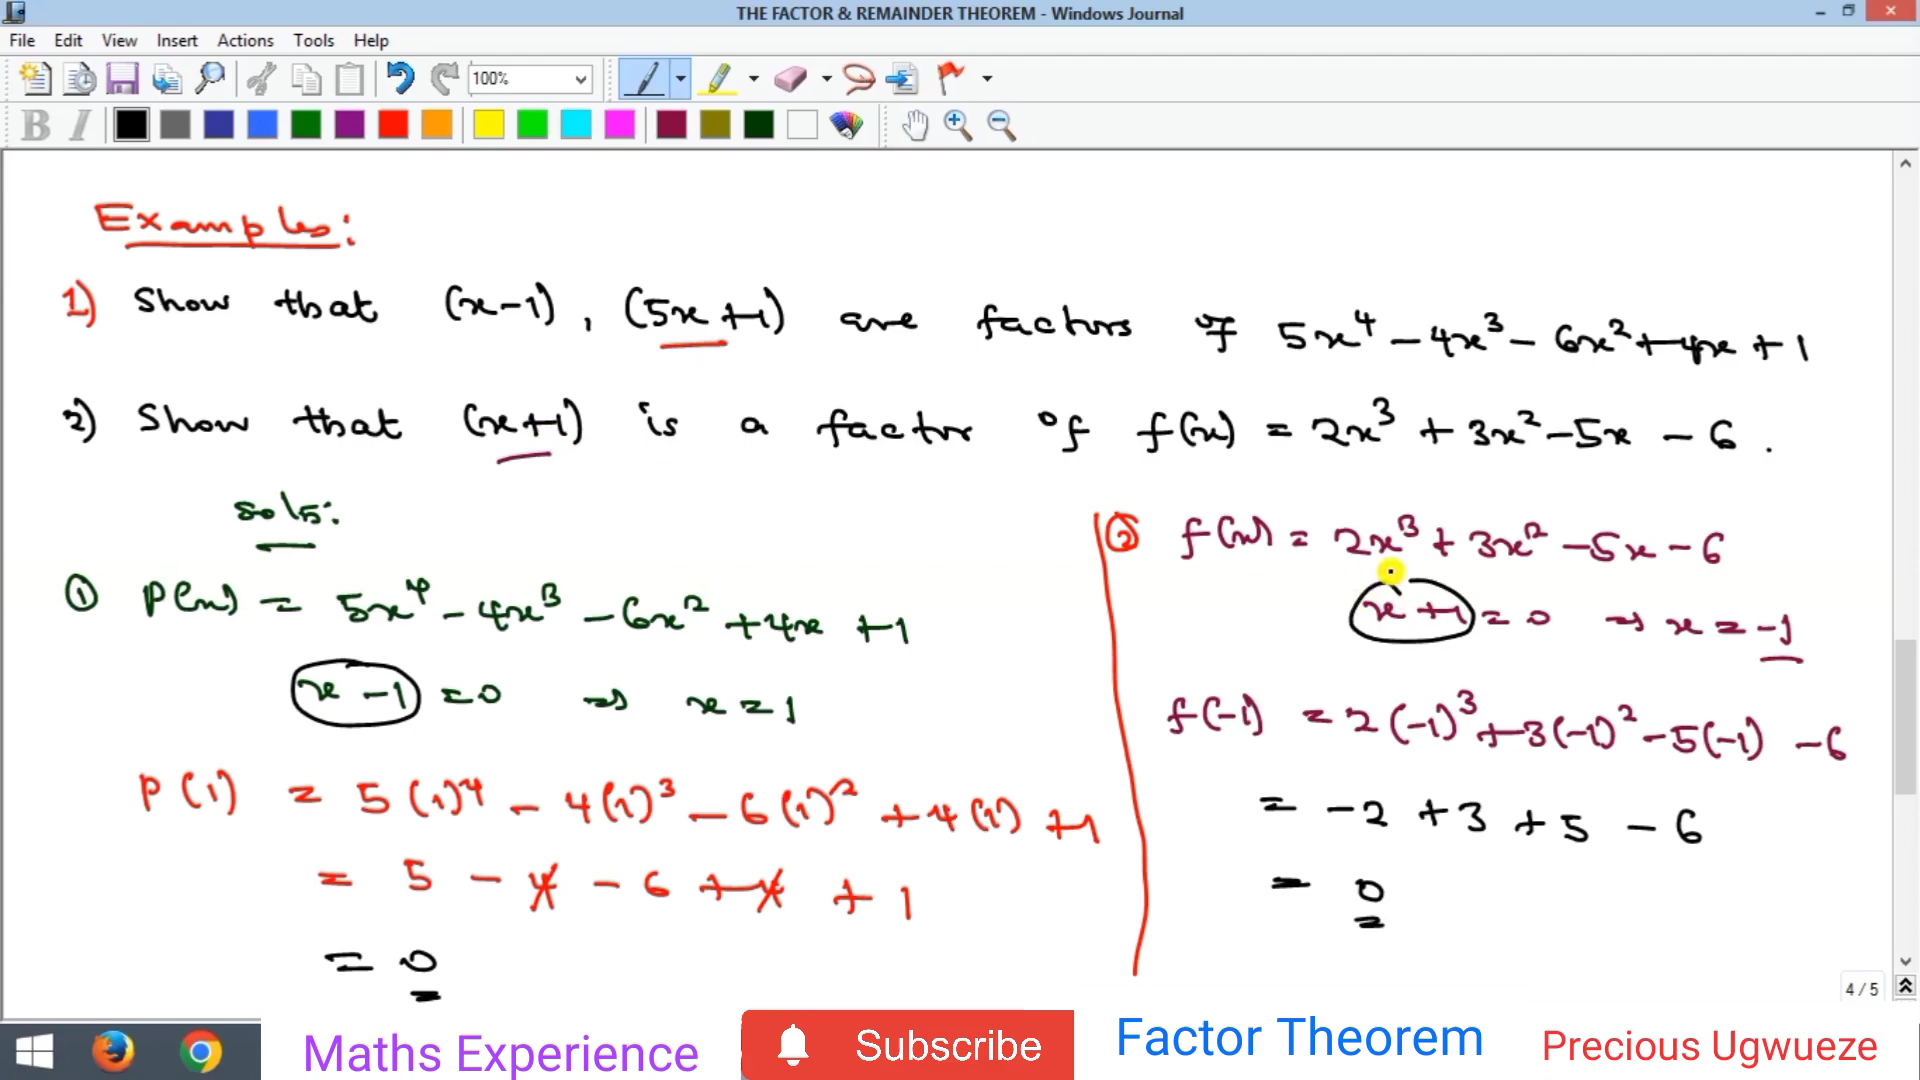 THE FACTOR & REMAINDER THEOREM - Windows Journal
File Edit View Insert Actions Tools Help
100%
B I
Examples:
1) Show that (x-1), (5x+1) are factors of 5x⁴ - 4x³ - 6x² + 4x + 1
2) Show that (x+1) is a factor of f(x) = 2x³ + 3x² - 5x - 6.
Solⁿs:
① P(x) = 5x⁴ - 4x³ - 6x² + 4x + 1
x - 1 = 0 ⇒ x = 1
P(1) = 5(1)⁴ - 4(1)³ - 6(1)² + 4(1) + 1
= 5 - 4 - 6 + 4 + 1
= 0
② f(x) = 2x³ + 3x² - 5x - 6
x + 1 = 0 ⇒ x = -1
f(-1) = 2(-1)³ + 3(-1)² - 5(-1) - 6
= -2 + 3 + 5 - 6
= 0
4 / 5
Maths Experience
Subscribe
Factor Theorem
Precious Ugwueze